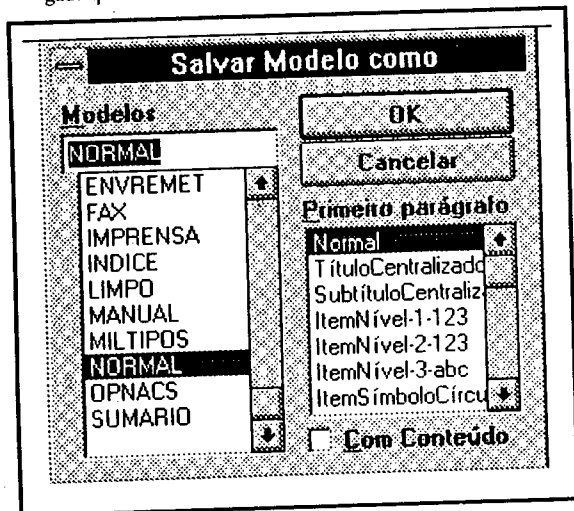 Salvar Modelo como
Modelos
NORMAL
ENVREMET
FAX
IMPRENSA
INDICE
LIMPO
MANUAL
MILTIPOS
NORMAL
OPNACS
SUMARIO
OK
Cancelar
Primeiro parágrafo
Normal
TítuloCentralizado
SubtítuloCentraliz
ItemNível-1-123
ItemNível-2-123
ItemNível-3-abc
ItemSímboloCírcu
Com Conteúdo